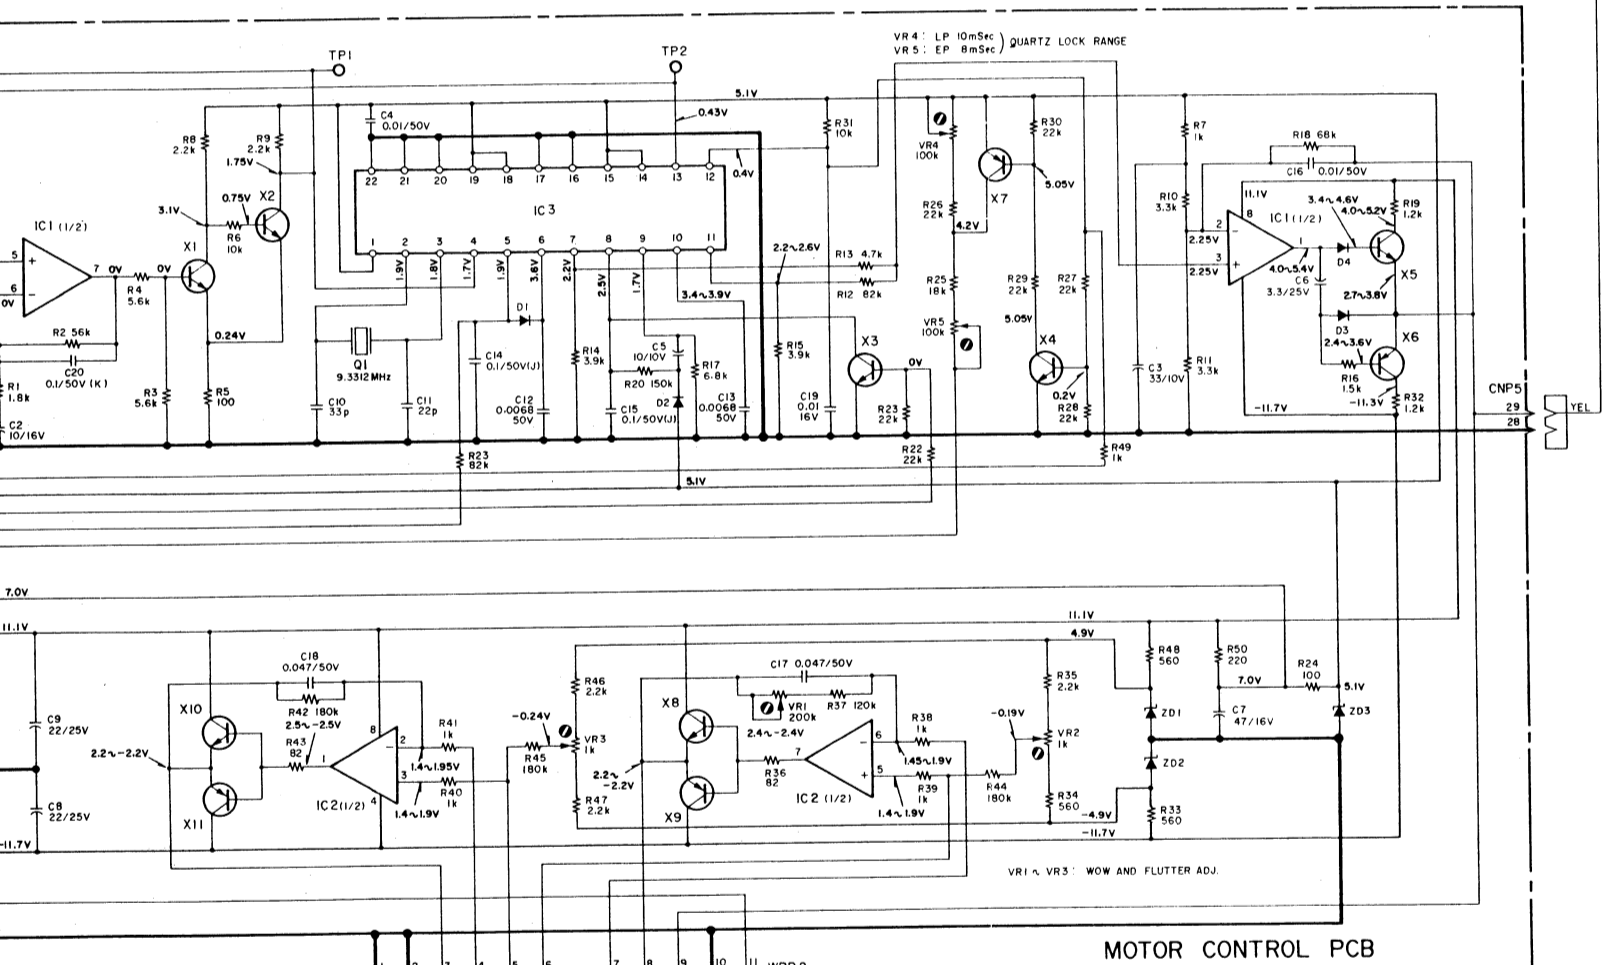 VR4: LP 10mSec
VR5: EP 8mSec
) QUARTZ LOCK RANGE
TP1
TP2
5.1V
0.43V
C4
0.01/50V
R8
2.2k
R9
2.2k
1.75V
R31
10k
VR4
100k
R30
22k
R7
1k
R18 68k
C16 0.01/50V
0.4V
22 21 20 19 18 17 16 15 14 13 12
IC3
1 2 3 4 5 6 7 8 9 10 11
0.75V X2
3.1V
R6
10k
X1
IC1 (1/2)
5
+
6
-
0V
7 0V
0V
R4
5.6k
R2 56k
C20
0.1/50V (K)
R1
1.8k
C2
10/16V
R3
5.6k
R5
100
0.24V
1.9V
1.8V
1.7V
1.9V
3.6V
2.2V
2.5V
1.7V
3.4~3.9V
Q1
9.3312MHz
C10
33p
C11
22p
D1
C14
0.1/50V(J)
C12
0.0068
50V
R14
3.9k
C5
10/10V
R20 150k
D2
C15
0.1/50V(J)
R17
6.8k
C13
0.0068
50V
2.2~2.6V
R13 4.7k
R12 82k
R15
3.9k
X3
0V
C19
0.01
16V
R23
22k
R22
22k
R23
82k
5.1V
X7
5.05V
R26
22k
4.2V
R25
18k
VR5
100k
R29
22k
R27
22k
5.05V
X4
0.2V
R28
22k
R49
1k
R10
3.3k
R11
3.3k
C3
33/10V
11.1V
8
IC1(1/2)
2
-
2.25V
3
+
2.25V
1
3.4~4.6V
4.0~5.2V
R19
1.2k
D4
X5
4.0~5.4V
C6
3.3/25V
2.7~3.8V
D3
2.4~3.6V
X6
R16
1.5k
-11.3V
R32
1.2k
-11.7V
CNP5
29
28
YEL
7.0V
11.1V
11.1V
4.9V
C18
0.047/50V
R42 180k
2.5~-2.5V
X10
R43
82
1
8
2
-
3
+
IC2(1/2) 4
R41
1k
1.4~1.95V
R40
1k
1.4~1.9V
2.2~-2.2V
X11
C9
22/25V
C8
22/25V
-11.7V
R46
2.2k
-0.24V
VR3
1k
R45
180k
R47
2.2k
2.2~
-2.2V
C17 0.047/50V
VR1
200k
R37 120k
2.4~-2.4V
X8
X9
R36
82
7
6
-
5
+
IC2 (1/2)
R38
1k
1.45~1.9V
R39
1k
1.4~1.9V
R44
180k
-0.19V
R35
2.2k
VR2
1k
R34
560
-4.9V
-11.7V
R48
560
ZD1
ZD2
R33
560
R50
220
7.0V
R24
100
5.1V
C7
47/16V
ZD3
VR1~VR3: WOW AND FLUTTER ADJ.
MOTOR CONTROL PCB